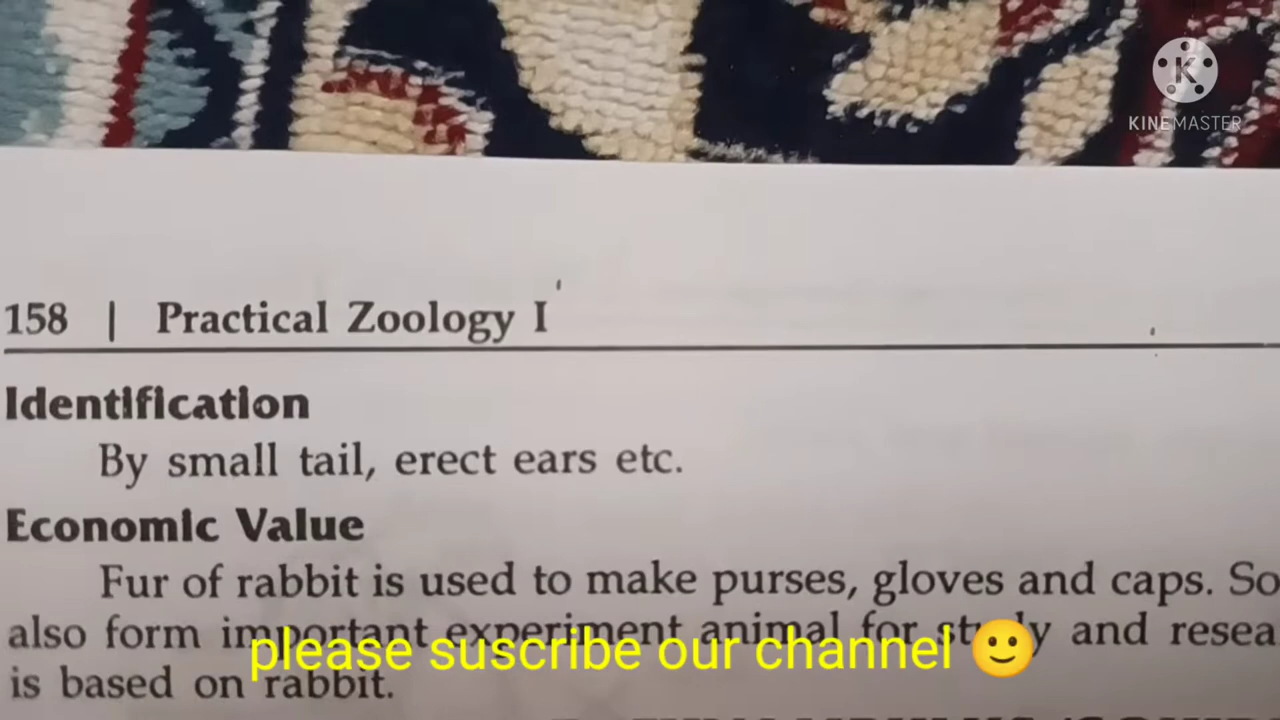 KINEMASTER
158 | Practical Zoology I
Identification
By small tail, erect ears etc.
Economic Value
Fur of rabbit is used to make purses, gloves and caps. So
also form important experiment animal for study and resea
please suscribe our channel 🙂
is based on rabbit.